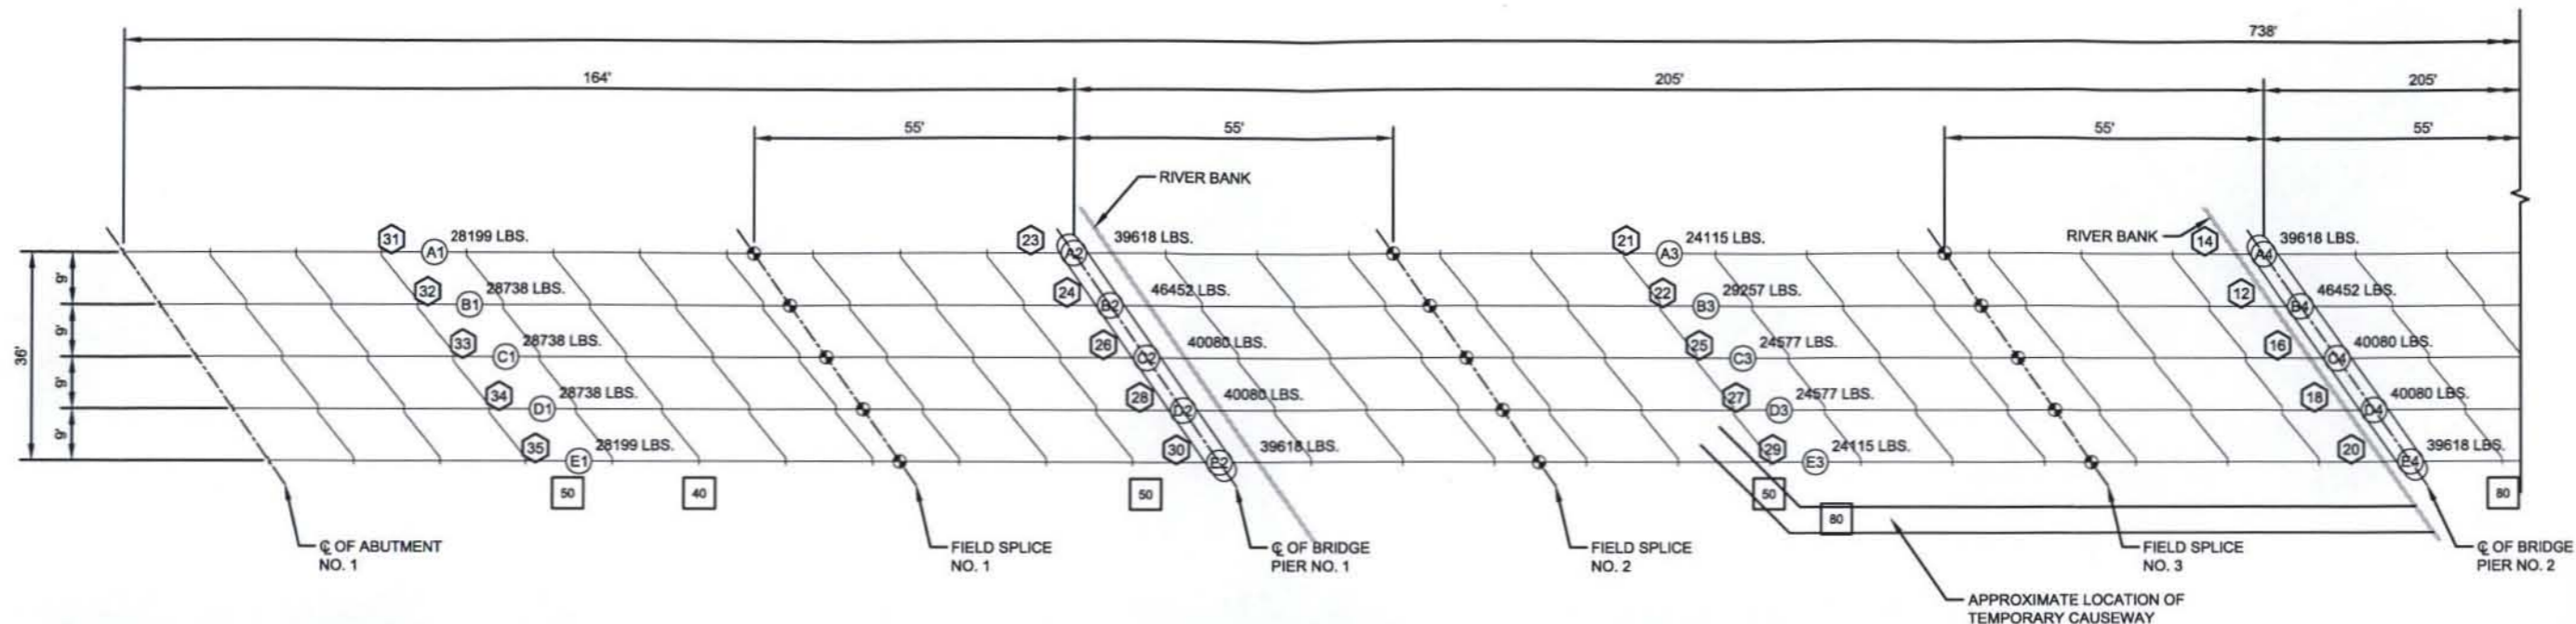 738'
164'
205'
205'
55'
55'
55'
55'
RIVER BANK
RIVER BANK
31
A1
28199 LBS.
23
A2
39618 LBS.
21
A3
24115 LBS.
14
A4
39618 LBS.
9'
32
B1
28738 LBS.
24
B2
46452 LBS.
22
B3
29257 LBS.
12
B4
46452 LBS.
36'
9'
33
C1
28738 LBS.
26
C2
40080 LBS.
25
C3
24577 LBS.
16
C4
40080 LBS.
9'
34
D1
28738 LBS.
28
D2
40080 LBS.
27
D3
24577 LBS.
18
D4
40080 LBS.
9'
35
E1
28199 LBS.
30
E2
39618 LBS.
29
E3
24115 LBS.
20
E4
39618 LBS.
50
40
50
50
80
80
℄ OF ABUTMENT
NO. 1
FIELD SPLICE
NO. 1
℄ OF BRIDGE
PIER NO. 1
FIELD SPLICE
NO. 2
FIELD SPLICE
NO. 3
℄ OF BRIDGE
PIER NO. 2
APPROXIMATE LOCATION OF
TEMPORARY CAUSEWAY